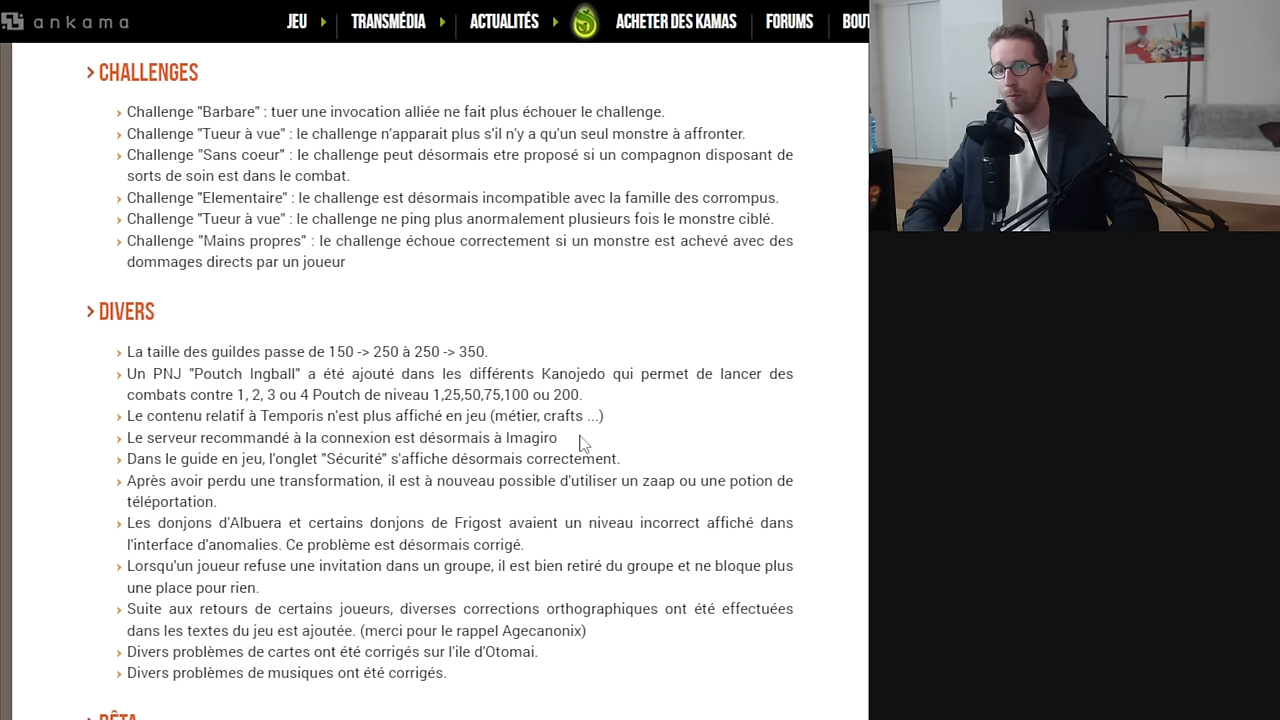 ankama
JEU
TRANSMÉDIA
ACTUALITÉS
ACHETER DES KAMAS
FORUMS
BOUT
CHALLENGES
Challenge "Barbare" : tuer une invocation alliée ne fait plus échouer le challenge.
Challenge "Tueur à vue" : le challenge n'apparait plus s'il n'y a qu'un seul monstre à affronter.
Challenge "Sans coeur" : le challenge peut désormais etre proposé si un compagnon disposant de
sorts de soin est dans le combat.
Challenge "Elementaire" : le challenge est désormais incompatible avec la famille des corrompus.
Challenge "Tueur à vue" : le challenge ne ping plus anormalement plusieurs fois le monstre ciblé.
Challenge "Mains propres" : le challenge échoue correctement si un monstre est achevé avec des
dommages directs par un joueur
DIVERS
La taille des guildes passe de 150 -> 250 à 250 -> 350.
Un PNJ "Poutch Ingball" a été ajouté dans les différents Kanojedo qui permet de lancer des
combats contre 1, 2, 3 ou 4 Poutch de niveau 1,25,50,75,100 ou 200.
Le contenu relatif à Temporis n'est plus affiché en jeu (métier, crafts ...)
Le serveur recommandé à la connexion est désormais à Imagiro
Dans le guide en jeu, l'onglet "Sécurité" s'affiche désormais correctement.
Après avoir perdu une transformation, il est à nouveau possible d'utiliser un zaap ou une potion de
téléportation.
Les donjons d'Albuera et certains donjons de Frigost avaient un niveau incorrect affiché dans
l'interface d'anomalies. Ce problème est désormais corrigé.
Lorsqu'un joueur refuse une invitation dans un groupe, il est bien retiré du groupe et ne bloque plus
une place pour rien.
Suite aux retours de certains joueurs, diverses corrections orthographiques ont été effectuées
dans les textes du jeu est ajoutée. (merci pour le rappel Agecanonix)
Divers problèmes de cartes ont été corrigés sur l'ile d'Otomai.
Divers problèmes de musiques ont été corrigés.
BÊTA